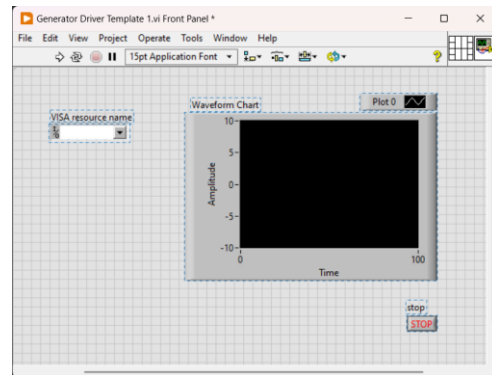 Generator Driver Template 1.vi Front Panel *
File Edit View Project Operate Tools Window Help
15pt Application Font
?
Waveform Chart
Plot 0
VISA resource name
10
5
0
-5
-10
Amplitude
0
100
Time
stop
STOP